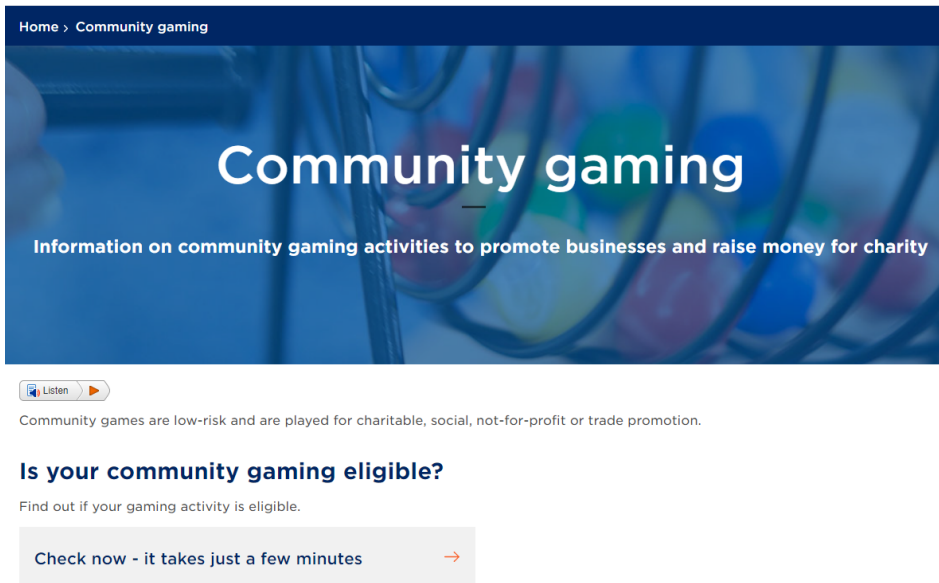 Home > Community gaming
Community gaming
Information on community gaming activities to promote businesses and raise money for charity
Listen
Community games are low-risk and are played for charitable, social, not-for-profit or trade promotion.
Is your community gaming eligible?
Find out if your gaming activity is eligible.
Check now - it takes just a few minutes →